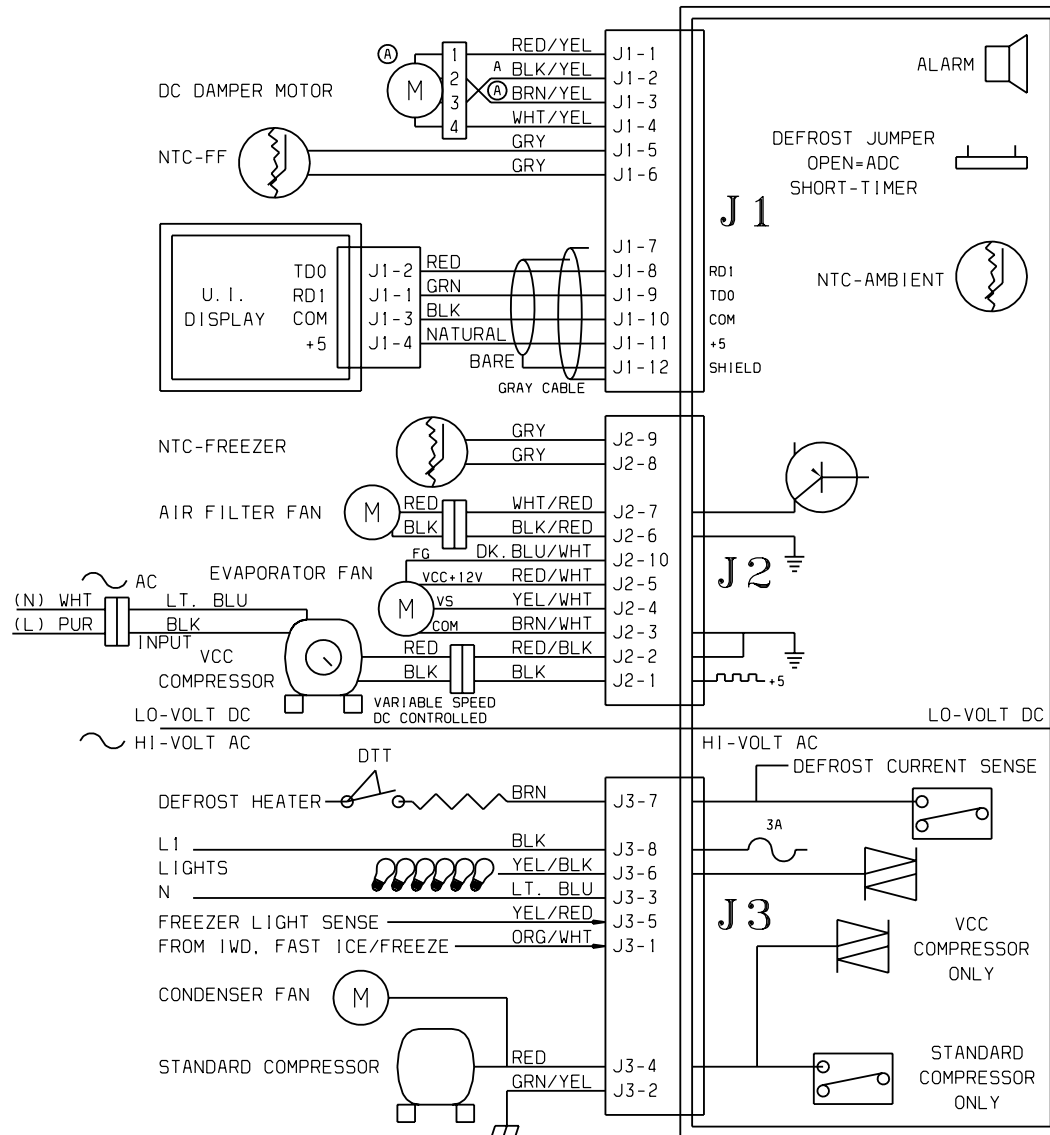 RED/YEL
J1-1
A
1
A
BLK/YEL
J1-2
ALARM
DC DAMPER MOTOR
M
2
3
A
BRN/YEL
J1-3
4
WHT/YEL
J1-4
NTC-FF
GRY
J1-5
GRY
J1-6
DEFROST JUMPER
OPEN=ADC
SHORT-TIMER
J1
J1-7
TD0
J1-2
RED
J1-8
RD1
U.I.
DISPLAY
RD1
J1-1
GRN
J1-9
TD0
NTC-AMBIENT
COM
J1-3
BLK
J1-10
COM
+5
J1-4
NATURAL
J1-11
+5
BARE
J1-12
SHIELD
GRAY CABLE
NTC-FREEZER
GRY
J2-9
GRY
J2-8
AIR FILTER FAN
M
RED
WHT/RED
J2-7
BLK
BLK/RED
J2-6
FG
DK.BLU/WHT
J2-10
J2
EVAPORATOR FAN
M
VCC+12V
RED/WHT
J2-5
VS
YEL/WHT
J2-4
COM
BRN/WHT
J2-3
AC
(N) WHT
LT. BLU
(L) PUR
BLK
INPUT
VCC
COMPRESSOR
RED
RED/BLK
J2-2
BLK
BLK
J2-1
+5
VARIABLE SPEED
DC CONTROLLED
LO-VOLT DC
LO-VOLT DC
HI-VOLT AC
HI-VOLT AC
DTT
DEFROST CURRENT SENSE
DEFROST HEATER
BRN
J3-7
L1
BLK
J3-8
3A
LIGHTS
YEL/BLK
J3-6
N
LT. BLU
J3-3
FREEZER LIGHT SENSE
YEL/RED
J3-5
J3
FROM IWD, FAST ICE/FREEZE
ORG/WHT
J3-1
VCC
COMPRESSOR
ONLY
CONDENSER FAN
M
STANDARD COMPRESSOR
RED
J3-4
GRN/YEL
J3-2
STANDARD
COMPRESSOR
ONLY